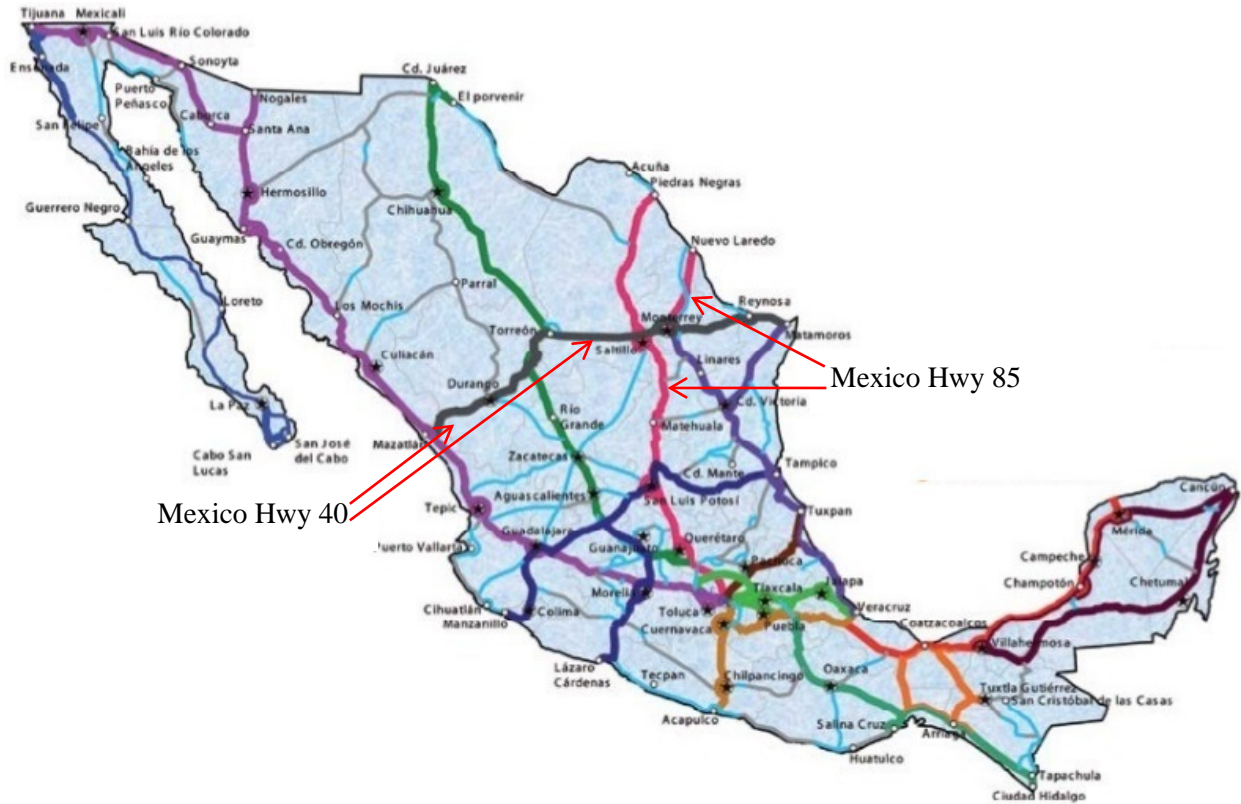 Tijuana Mexicali
San Luis Río Colorado
Ensenada
Sonoyta
Puerto
Peñasco
Nogales
Caborca
San Felipe
Santa Ana
Bahía de los
Ángeles
Cd. Juárez
El porvenir
Hermosillo
Guerrero Negro
Chihuahua
Acuña
Piedras Negras
Guaymas
Cd. Obregón
Nuevo Laredo
Parral
Loreto
Los Mochis
Reynosa
Monterrey
Torreón
Matamoros
Saltillo
Culiacán
Linares
Mexico Hwy 85
Durango
La Paz
Cd. Victoria
Río
Grande
Matehuala
Cabo San
Lucas
San José
del Cabo
Mazatlán
Zacatecas
Cd. Mante
Tampico
Aguascalientes
San Luis Potosí
Mexico Hwy 40
Tepic
Tuxpan
Cancún
Guadalajara
Puerto Vallarta
Guanajuato
Querétaro
Mérida
Pachuca
Campeche
Champotón
Chetumal
Tlaxcala
Jalapa
Morelia
Cihuatlán
Manzanillo
Colima
Toluca
Veracruz
Cuernavaca
Puebla
Coatzacoalcos
Villahermosa
Lázaro
Cárdenas
Tecpan
Chilpancingo
Oaxaca
Tuxtla Gutiérrez
San Cristóbal de las Casas
Acapulco
Salina Cruz
Arriaga
Huatulco
Tapachula
Ciudad Hidalgo